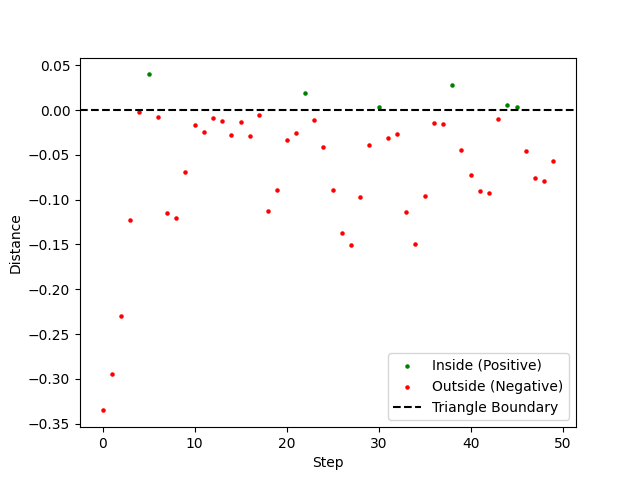 0.05
0.00
−0.05
−0.10
−0.15
−0.20
−0.25
−0.30
−0.35
Distance
0 10 20 30 40 50
Step
Inside (Positive)
Outside (Negative)
Triangle Boundary